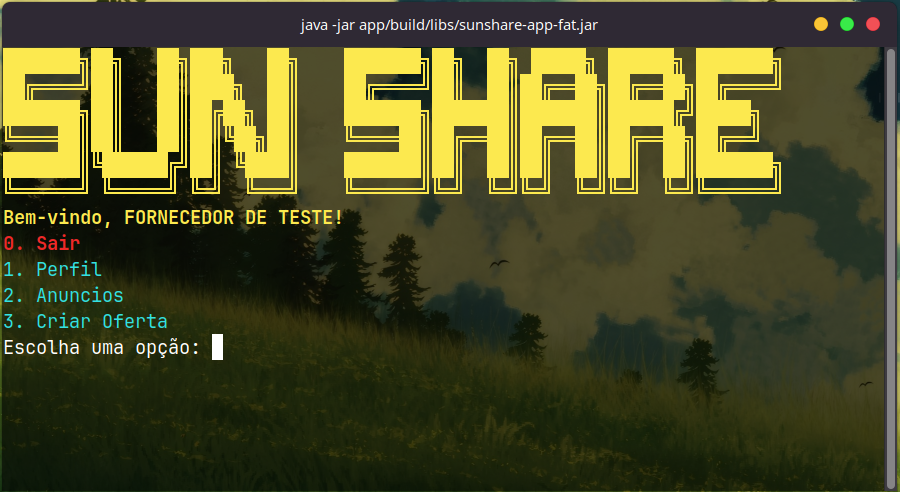 java -jar app/build/libs/sunshare-app-fat.jar
SUN SHARE
Bem-vindo, FORNECEDOR DE TESTE!
0. Sair
1. Perfil
2. Anuncios
3. Criar Oferta
Escolha uma opção: